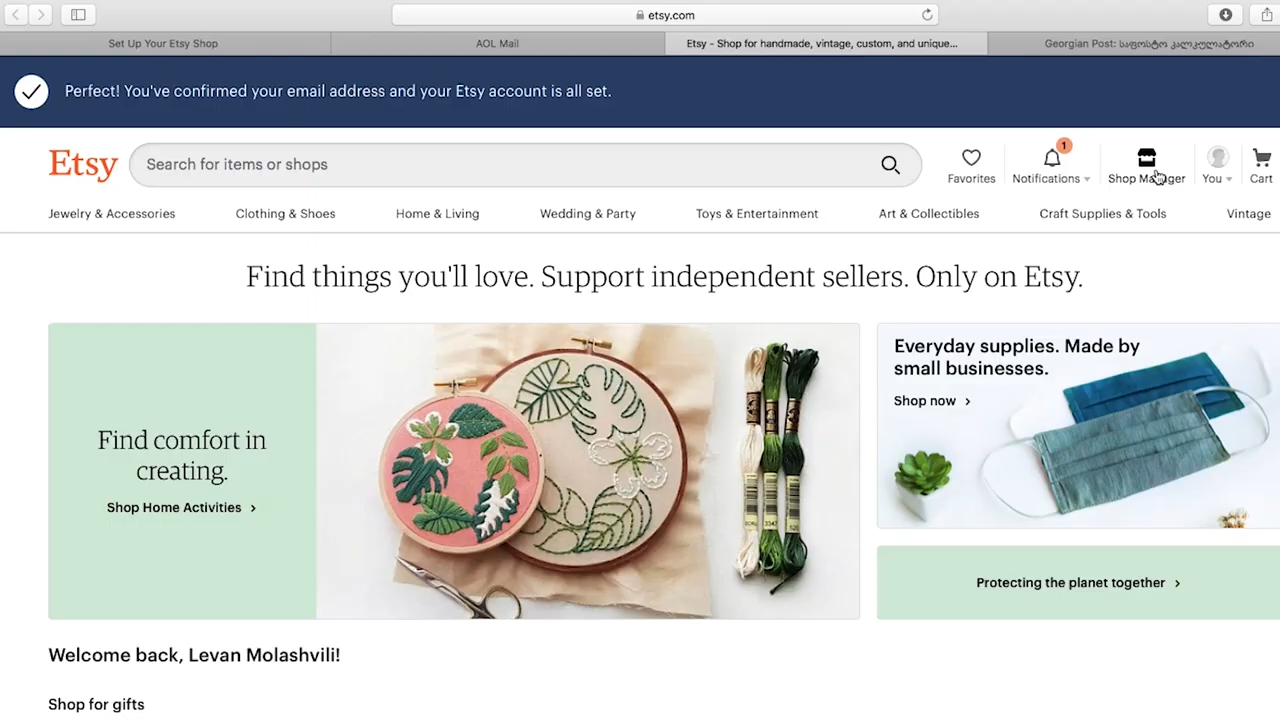 etsy.com
Set Up Your Etsy Shop
AOL Mail
Etsy - Shop for handmade, vintage, custom, and unique...
Georgian Post: საფოსტო კალკულატორი
Perfect! You've confirmed your email address and your Etsy account is all set.
Etsy
Search for items or shops
Favorites
1
Notifications
Shop Manager
You
Cart
Jewelry & Accessories
Clothing & Shoes
Home & Living
Wedding & Party
Toys & Entertainment
Art & Collectibles
Craft Supplies & Tools
Vintage
Find things you'll love. Support independent sellers. Only on Etsy.
Find comfort in
creating.
Shop Home Activities
Everyday supplies. Made by
small businesses.
Shop now
Protecting the planet together
Welcome back, Levan Molashvili!
Shop for gifts